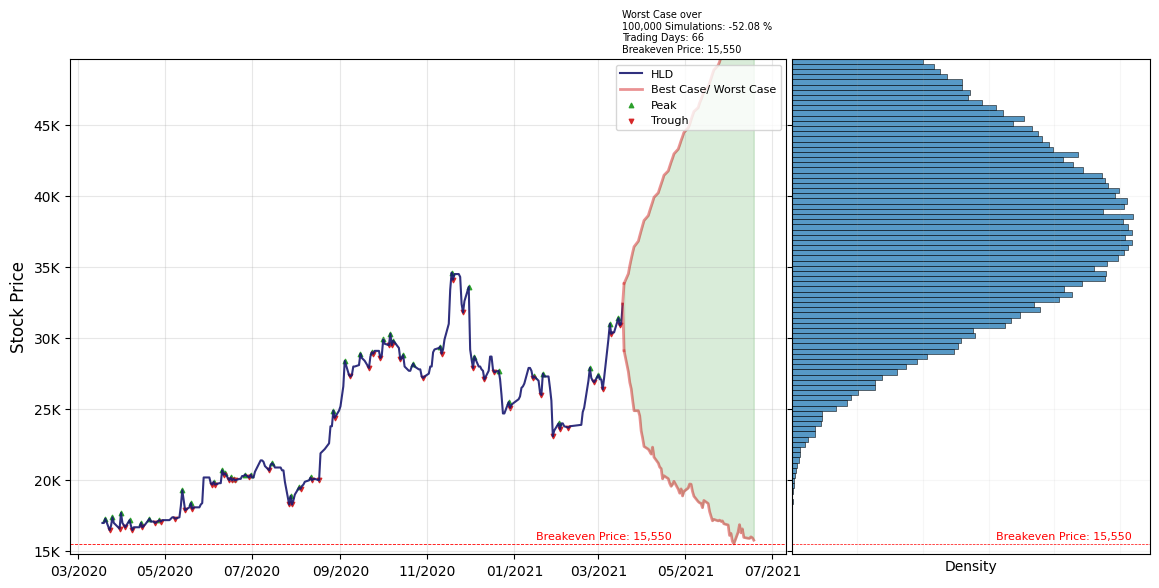 Worst Case over
100,000 Simulations: -52.08 %
Trading Days: 66
Breakeven Price: 15,550
HLD
Best Case/ Worst Case
Peak
Trough
Stock Price
45K
40K
35K
30K
25K
20K
15K
Breakeven Price: 15,550
Breakeven Price: 15,550
03/2020 05/2020 07/2020 09/2020 11/2020 01/2021 03/2021 05/2021 07/2021
Density